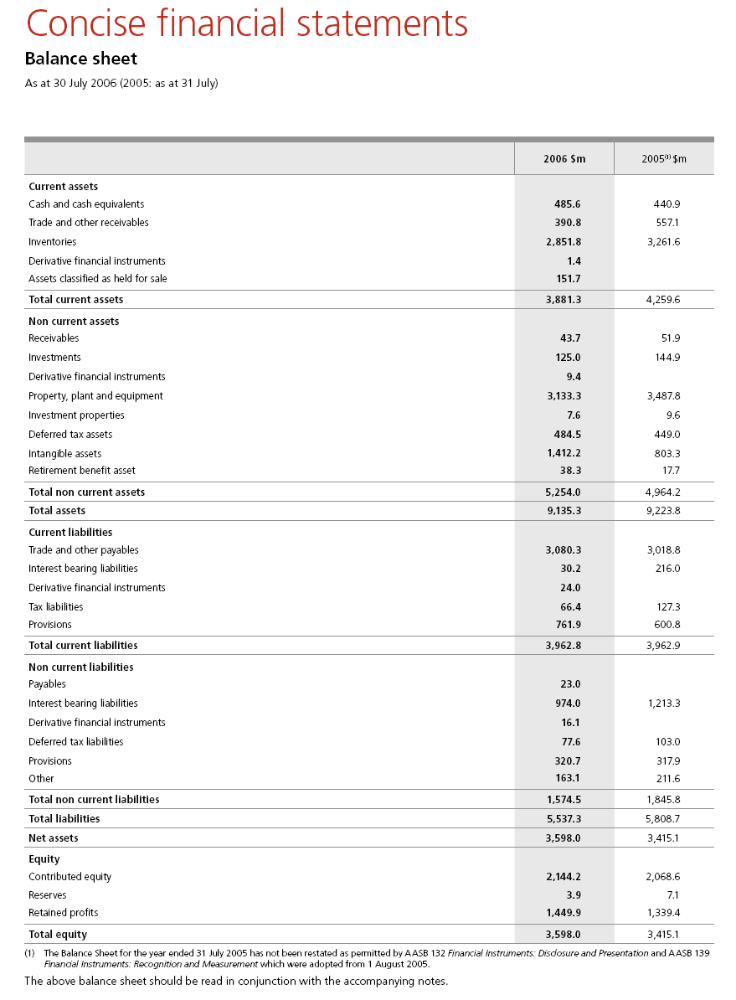 Concise financial statements
Balance sheet
As at 30 July 2006 (2005: as at 31 July)
2006 $m 2005(1) $m
Current assets
Cash and cash equivalents 485.6 440.9
Trade and other receivables 390.8 557.1
Inventories 2,851.8 3,261.6
Derivative financial instruments 1.4
Assets classified as held for sale 151.7
Total current assets 3,881.3 4,259.6
Non current assets
Receivables 43.7 51.9
Investments 125.0 144.9
Derivative financial instruments 9.4
Property, plant and equipment 3,133.3 3,487.8
Investment properties 7.6 9.6
Deferred tax assets 484.5 449.0
Intangible assets 1,412.2 803.3
Retirement benefit asset 38.3 17.7
Total non current assets 5,254.0 4,964.2
Total assets 9,135.3 9,223.8
Current liabilities
Trade and other payables 3,080.3 3,018.8
Interest bearing liabilities 30.2 216.0
Derivative financial instruments 24.0
Tax liabilities 66.4 127.3
Provisions 761.9 600.8
Total current liabilities 3,962.8 3,962.9
Non current liabilities
Payables 23.0
Interest bearing liabilities 974.0 1,213.3
Derivative financial instruments 16.1
Deferred tax liabilities 77.6 103.0
Provisions 320.7 317.9
Other 163.1 211.6
Total non current liabilities 1,574.5 1,845.8
Total liabilities 5,537.3 5,808.7
Net assets 3,598.0 3,415.1
Equity
Contributed equity 2,144.2 2,068.6
Reserves 3.9 7.1
Retained profits 1,449.9 1,339.4
Total equity 3,598.0 3,415.1
(1) The Balance Sheet for the year ended 31 July 2005 has not been restated as permitted by AASB 132 Financial Instruments: Disclosure and Presentation and AASB 139
Financial Instruments: Recognition and Measurement which were adopted from 1 August 2005.
The above balance sheet should be read in conjunction with the accompanying notes.